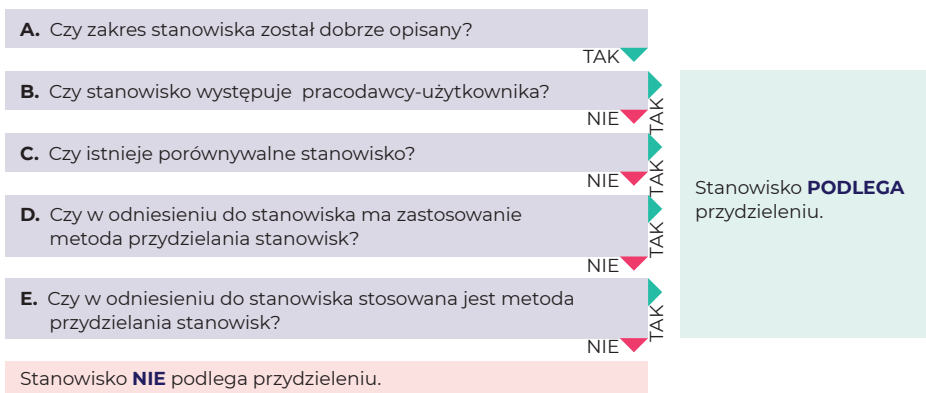 A. Czy zakres stanowiska został dobrze opisany?
TAK
B. Czy stanowisko występuje pracodawcy-użytkownika?
TAK
NIE
C. Czy istnieje porównywalne stanowisko?
TAK
NIE
D. Czy w odniesieniu do stanowiska ma zastosowanie
metoda przydzielania stanowisk?
TAK
NIE
E. Czy w odniesieniu do stanowiska stosowana jest metoda
przydzielania stanowisk?
TAK
NIE
Stanowisko NIE podlega przydzieleniu.
Stanowisko PODLEGA
przydzieleniu.